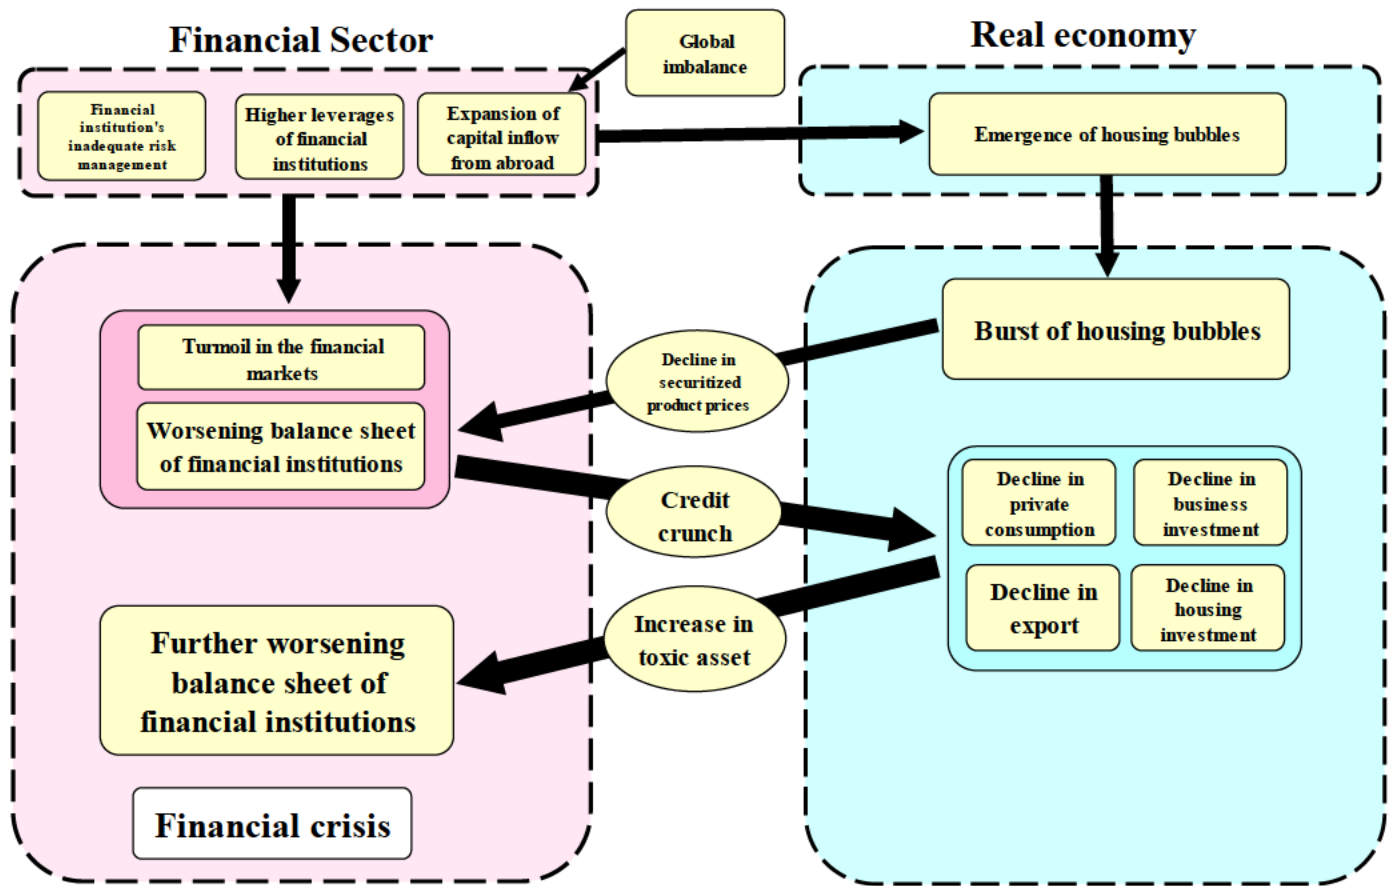 Financial Sector
Real economy
Global
imbalance
Financial
institution's
inadequate risk
management
Higher leverages
of financial
institutions
Expansion of
capital inflow
from abroad
Emergence of housing bubbles
Turmoil in the financial
markets
Worsening balance sheet
of financial institutions
Decline in
securitized
product prices
Burst of housing bubbles
Credit
crunch
Decline in
private
consumption
Decline in
business
investment
Decline in
export
Decline in
housing
investment
Increase in
toxic asset
Further worsening
balance sheet of
financial institutions
Financial crisis